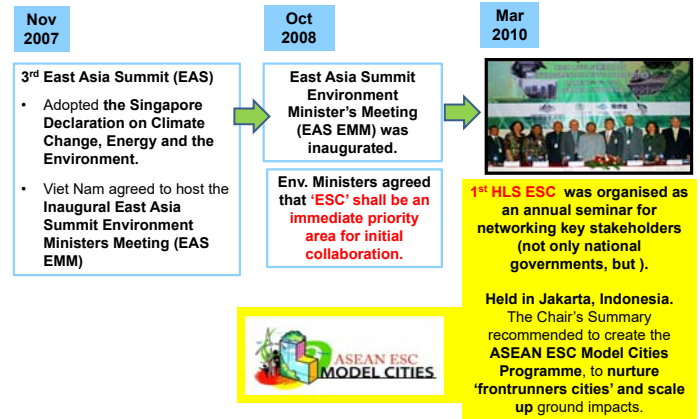 Nov
2007
3rd East Asia Summit (EAS)
• Adopted the Singapore
Declaration on Climate
Change, Energy and the
Environment.
• Viet Nam agreed to host the
Inaugural East Asia
Summit Environment
Ministers Meeting (EAS
EMM)
Oct
2008
East Asia Summit
Environment
Minister's Meeting
(EAS EMM) was
inaugurated.
Env. Ministers agreed
that 'ESC' shall be an
immediate priority
area for initial
collaboration.
Mar
2010
1st HLS ESC was organised as
an annual seminar for
networking key stakeholders
(not only national
governments, but ).
Held in Jakarta, Indonesia.
The Chair's Summary
recommended to create the
ASEAN ESC Model Cities
Programme, to nurture
'frontrunners cities' and scale
up ground impacts.
ASEAN ESC
MODEL CITIES